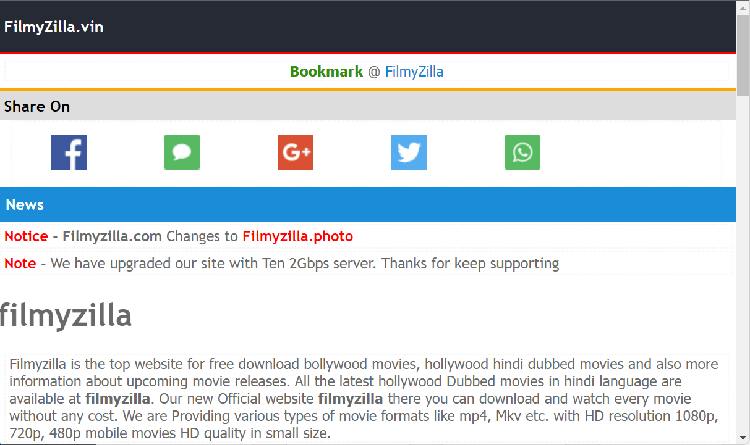 FilmyZilla.vin
Bookmark @ FilmyZilla
Share On
f G+
News
Notice - Filmyzilla.com Changes to Filmyzilla.photo
Note - We have upgraded our site with Ten 2Gbps server. Thanks for keep supporting
filmyzilla
Filmyzilla is the top website for free download bollywood movies, hollywood hindi dubbed movies and also more
information about upcoming movie releases. All the latest hollywood Dubbed movies in hindi language are
available at filmyzilla. Our new Official website filmyzilla there you can download and watch every movie
without any cost. We are Providing various types of movie formats like mp4, Mkv etc. with HD resolution 1080p,
720p, 480p mobile movies HD quality in small size.